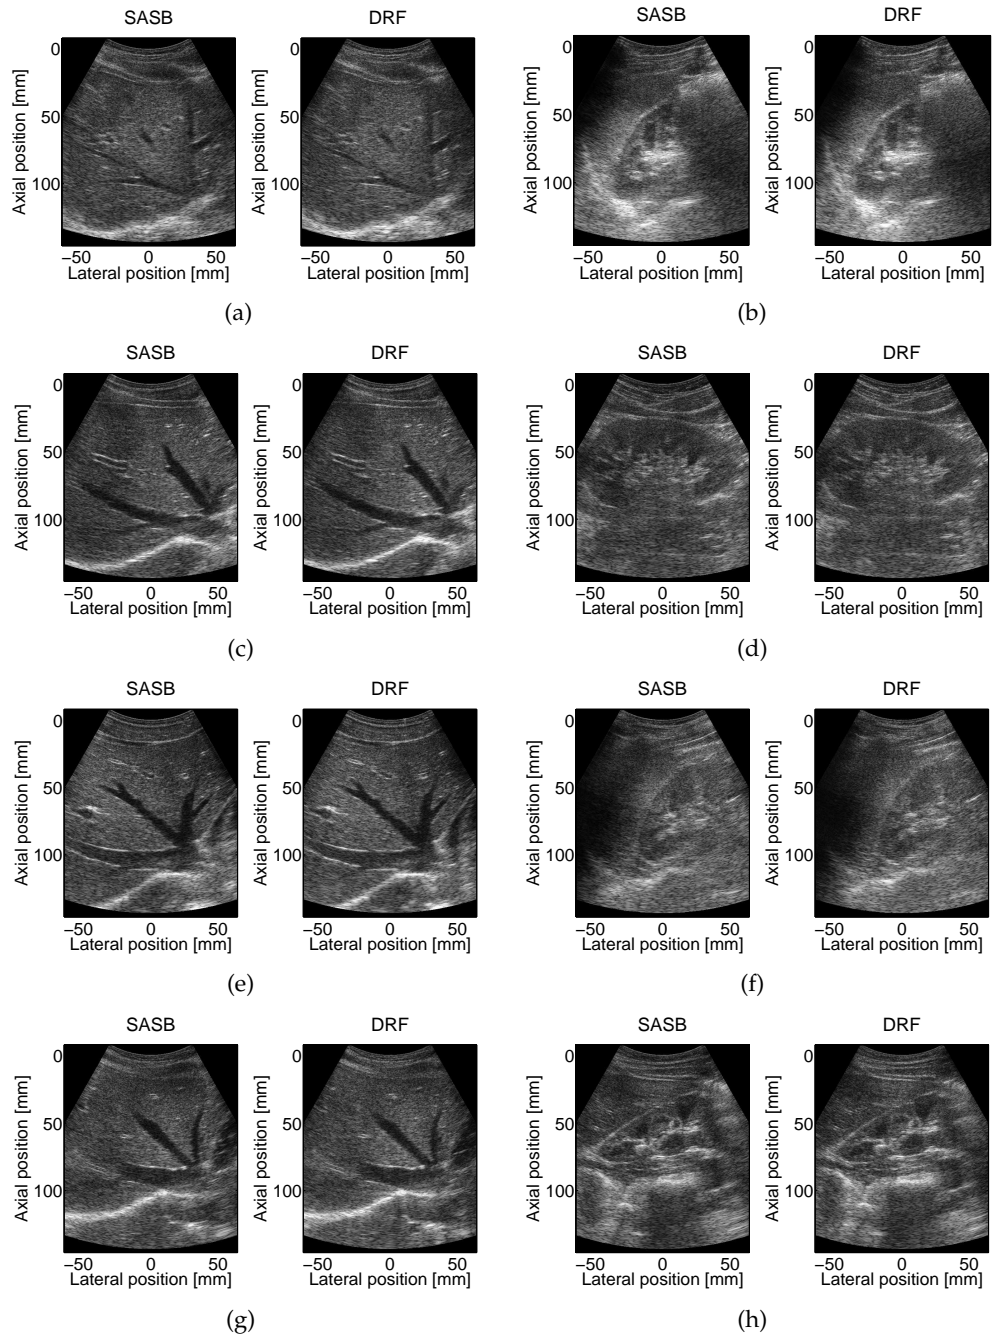 SASB DRF SASB DRF
0 0 0 0
50 50 50 50
100 100 100 100
Axial position [mm] Axial position [mm] Axial position [mm] Axial position [mm]
−50 0 50 −50 0 50 −50 0 50 −50 0 50
Lateral position [mm] Lateral position [mm] Lateral position [mm] Lateral position [mm]
(a) (b)
SASB DRF SASB DRF
0 0 0 0
50 50 50 50
100 100 100 100
Axial position [mm] Axial position [mm] Axial position [mm] Axial position [mm]
−50 0 50 −50 0 50 −50 0 50 −50 0 50
Lateral position [mm] Lateral position [mm] Lateral position [mm] Lateral position [mm]
(c) (d)
SASB DRF SASB DRF
0 0 0 0
50 50 50 50
100 100 100 100
Axial position [mm] Axial position [mm] Axial position [mm] Axial position [mm]
−50 0 50 −50 0 50 −50 0 50 −50 0 50
Lateral position [mm] Lateral position [mm] Lateral position [mm] Lateral position [mm]
(e) (f)
SASB DRF SASB DRF
0 0 0 0
50 50 50 50
100 100 100 100
Axial position [mm] Axial position [mm] Axial position [mm] Axial position [mm]
−50 0 50 −50 0 50 −50 0 50 −50 0 50
Lateral position [mm] Lateral position [mm] Lateral position [mm] Lateral position [mm]
(g) (h)